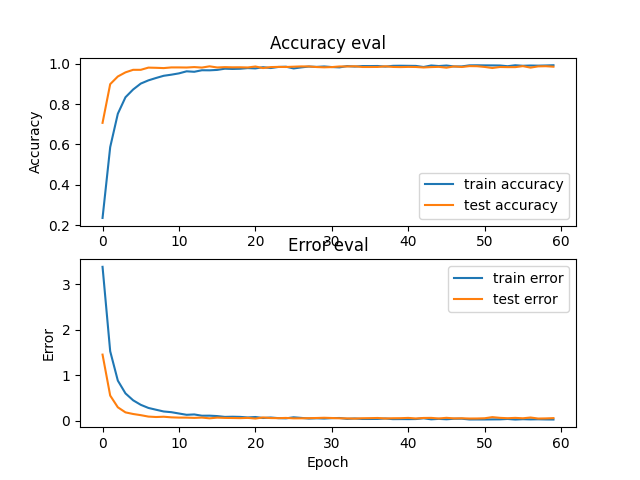 Accuracy eval
1.0
0.8
0.6
0.4
0.2
Accuracy
train accuracy
test accuracy
0 10 20 30 40 50 60
Error eval
3
2
1
0
Error
train error
test error
0 10 20 30 40 50 60
Epoch